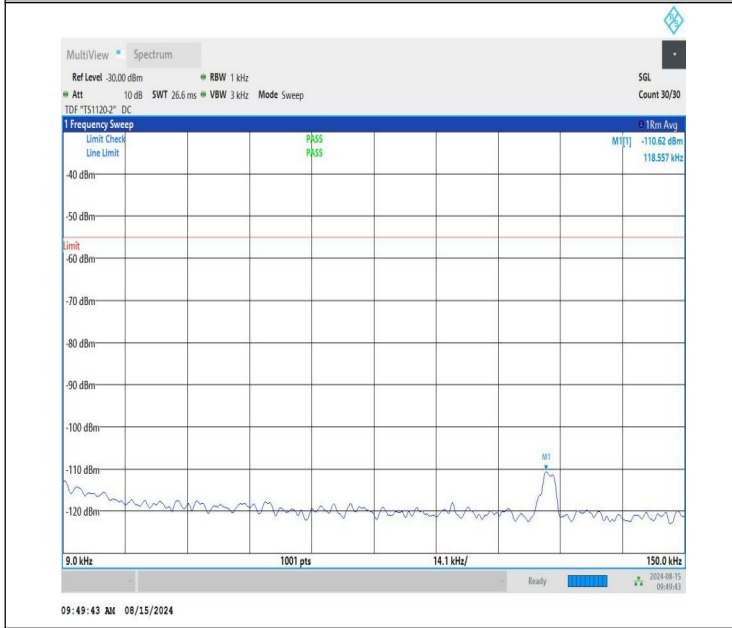 MultiView Spectrum
Ref Level -30.00 dBm RBW 1 kHz SGL
Att 10 dB SWT 26.6 ms VBW 3 kHz Mode Sweep Count 30/30
TDF "TS1120-2" DC
1 Frequency Sweep 1Rm Avg
Limit Check PASS M1[1] -110.62 dBm
Line Limit PASS 118.557 kHz
-40 dBm
-50 dBm
Limit
-60 dBm
-70 dBm
-80 dBm
-90 dBm
-100 dBm
M1
-110 dBm
-120 dBm
9.0 kHz 1001 pts 14.1 kHz/ 150.0 kHz
Ready 2024-08-15
09:49:43
09:49:43 AM 08/15/2024